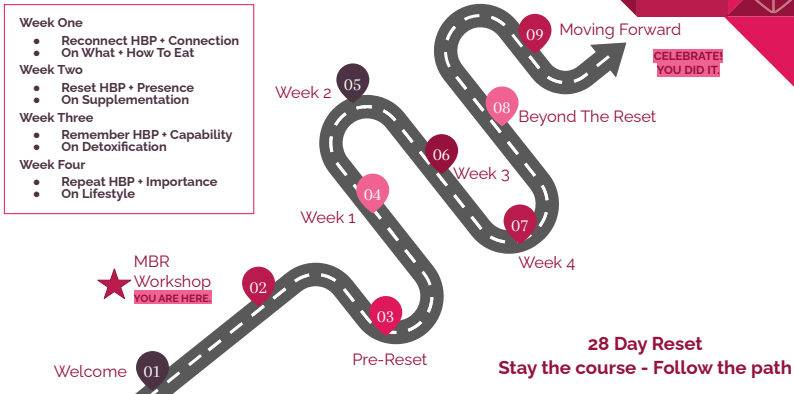 Week One
● Reconnect HBP + Connection
● On What + How To Eat
Week Two
● Reset HBP + Presence
● On Supplementation
Week Three
● Remember HBP + Capability
● On Detoxification
Week Four
● Repeat HBP + Importance
● On Lifestyle
09
Moving Forward
CELEBRATE!
YOU DID IT.
Week 2
05
08
Beyond The Reset
06
Week 3
04
Week 1
07
Week 4
MBR
Workshop
YOU ARE HERE.
02
03
Pre-Reset
Welcome
01
28 Day Reset
Stay the course - Follow the path